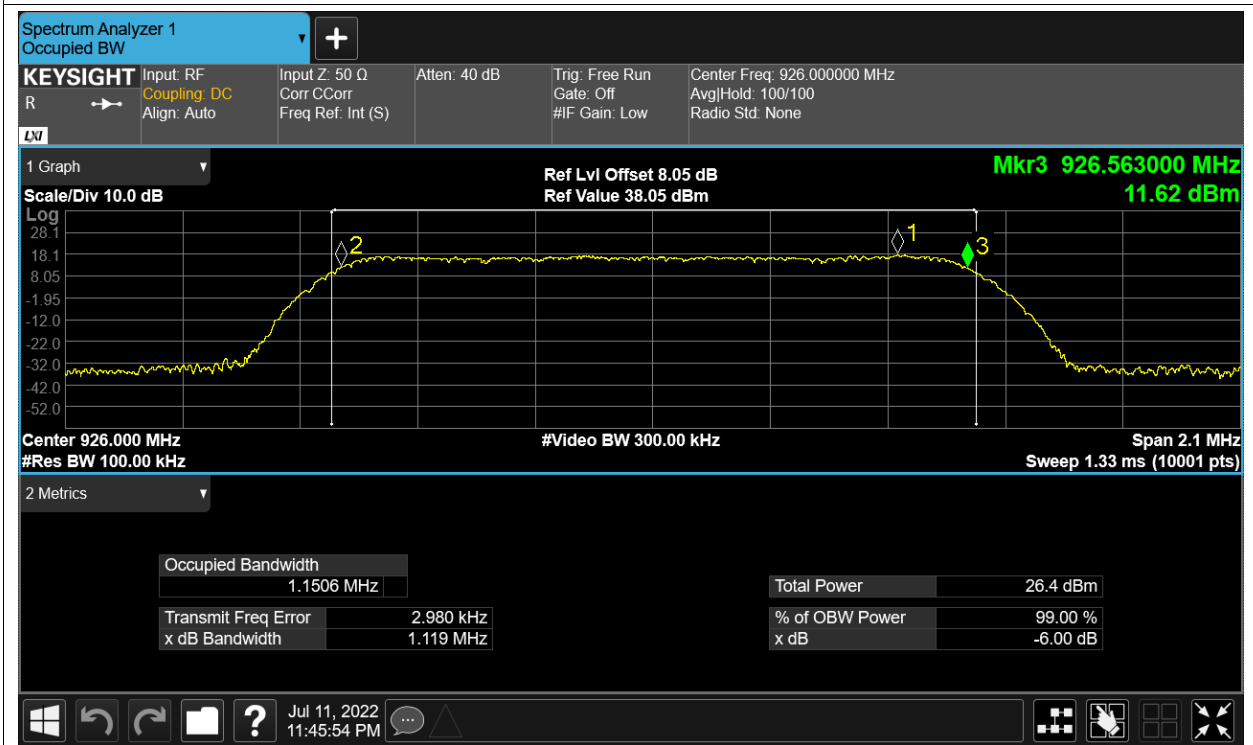 Spectrum Analyzer 1
Occupied BW
KEYSIGHT
R
LXI
Input: RF
Coupling: DC
Align: Auto
Input Z: 50 Ω
Corr CCorr
Freq Ref: Int (S)
Atten: 40 dB
Trig: Free Run
Gate: Off
#IF Gain: Low
Center Freq: 926.000000 MHz
Avg|Hold: 100/100
Radio Std: None
1 Graph
Scale/Div 10.0 dB
Ref Lvl Offset 8.05 dB
Ref Value 38.05 dBm
Mkr3 926.563000 MHz
11.62 dBm
Log
28.1
18.1
8.05
-1.95
-12.0
-22.0
-32.0
-42.0
-52.0
2
1
3
Center 926.000 MHz
#Video BW 300.00 kHz
Span 2.1 MHz
#Res BW 100.00 kHz
Sweep 1.33 ms (10001 pts)
2 Metrics
Occupied Bandwidth
1.1506 MHz
Total Power 26.4 dBm
Transmit Freq Error 2.980 kHz
% of OBW Power 99.00 %
x dB Bandwidth 1.119 MHz
x dB -6.00 dB
?
Jul 11, 2022
11:45:54 PM